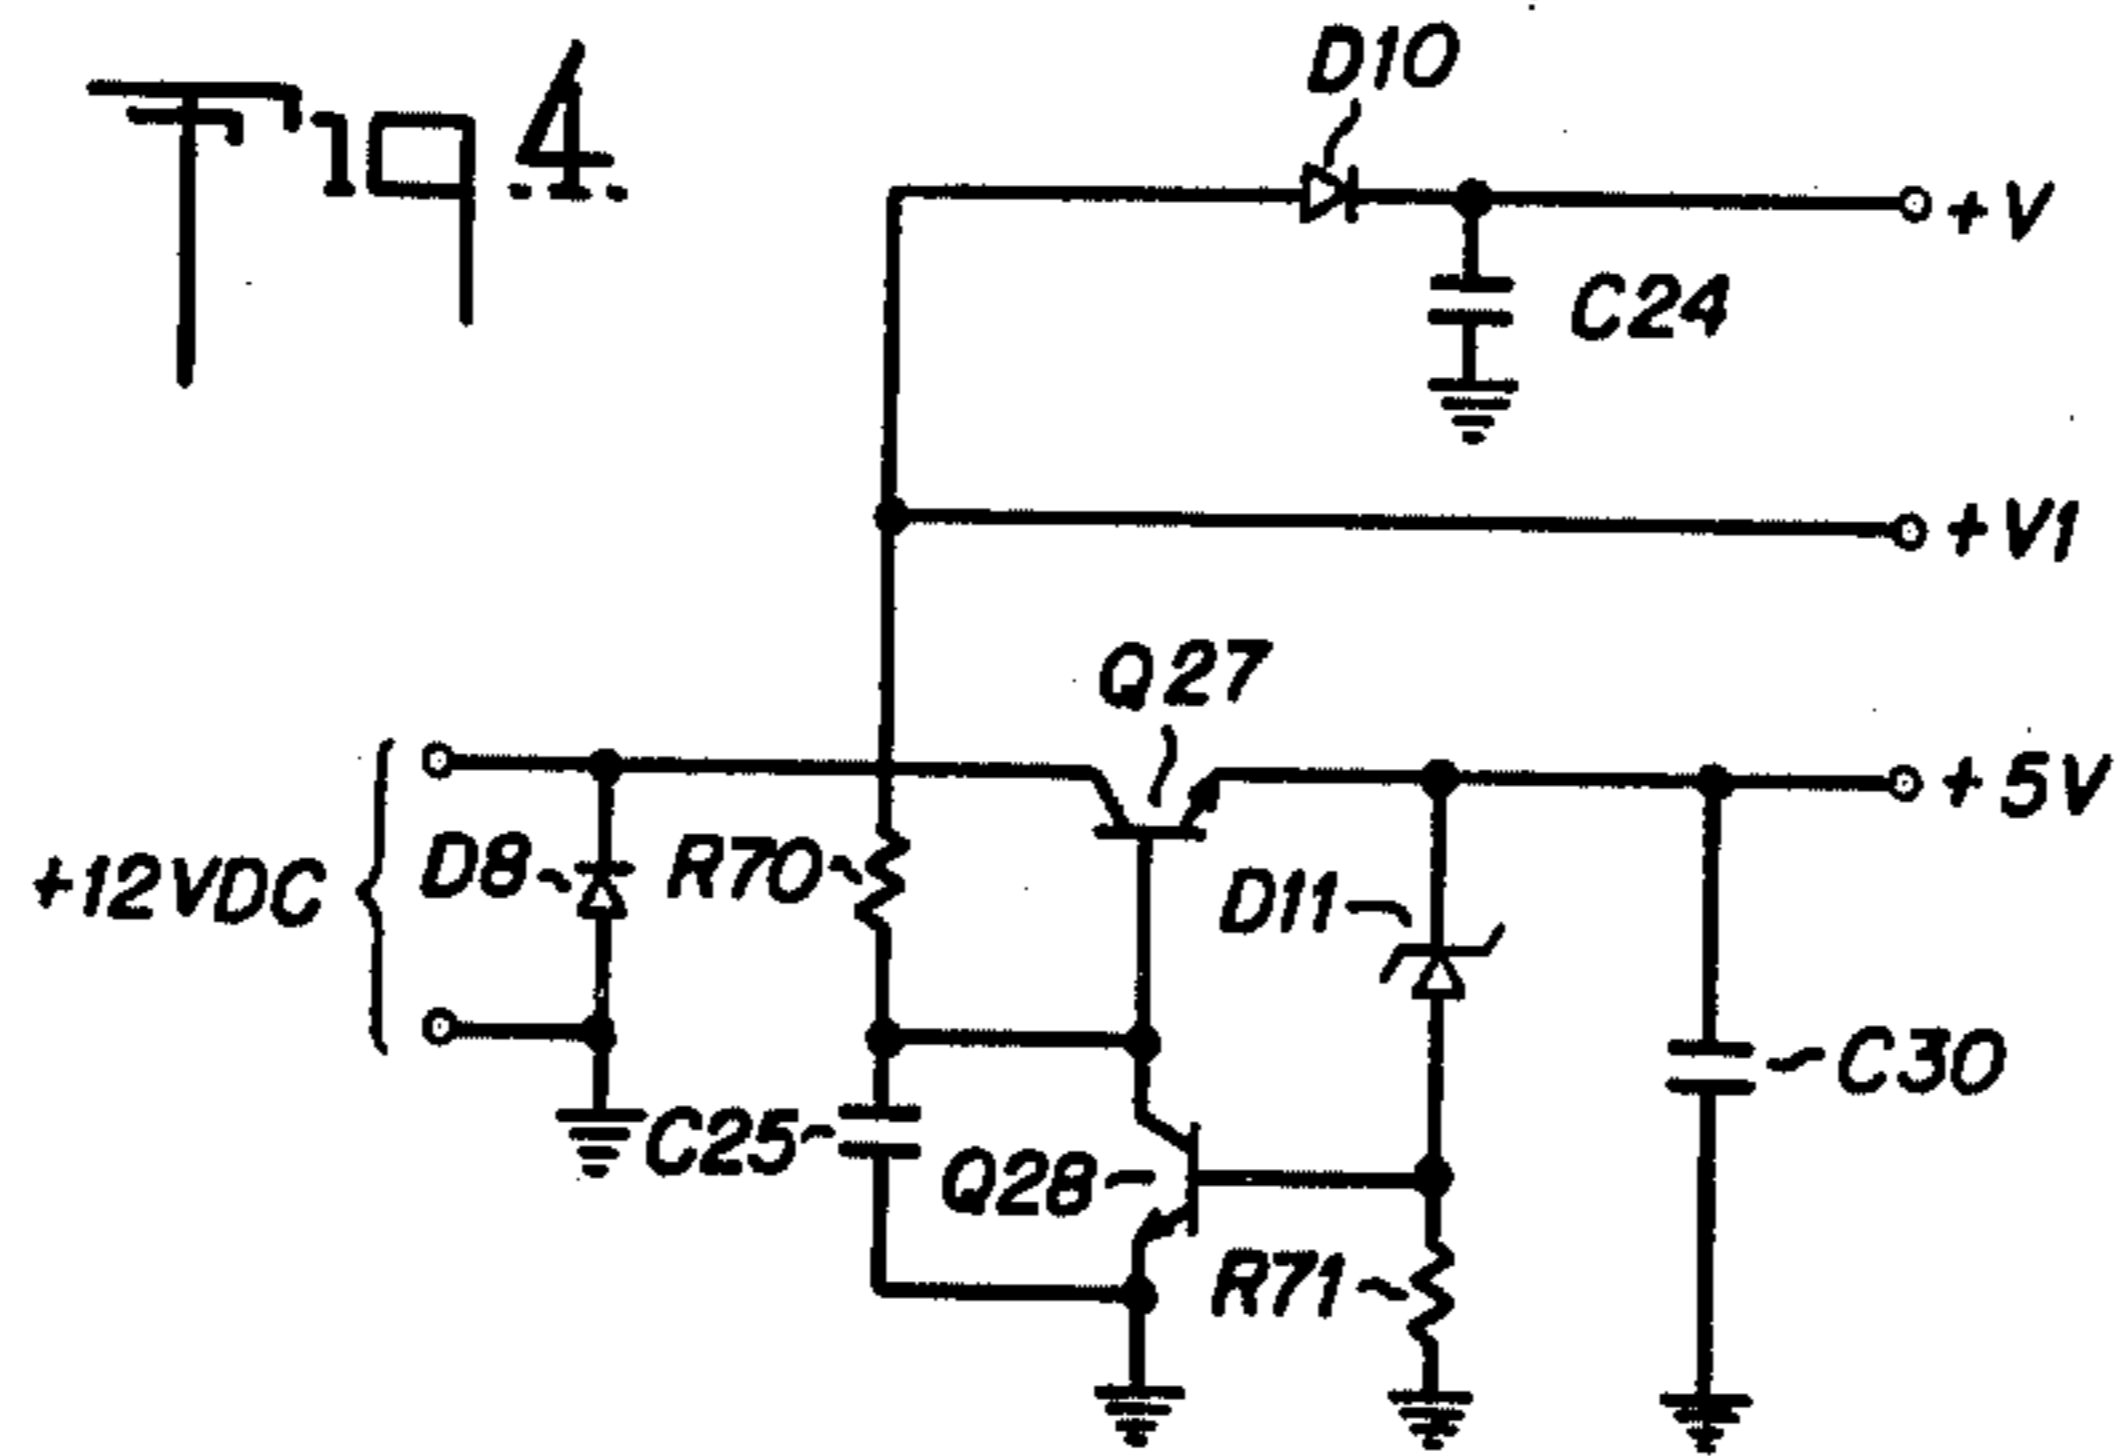 Fig 4
D10
+V
C24
+V1
Q27
+5V
+12VDC
D8
R70
D11
C30
C25
Q28
R71